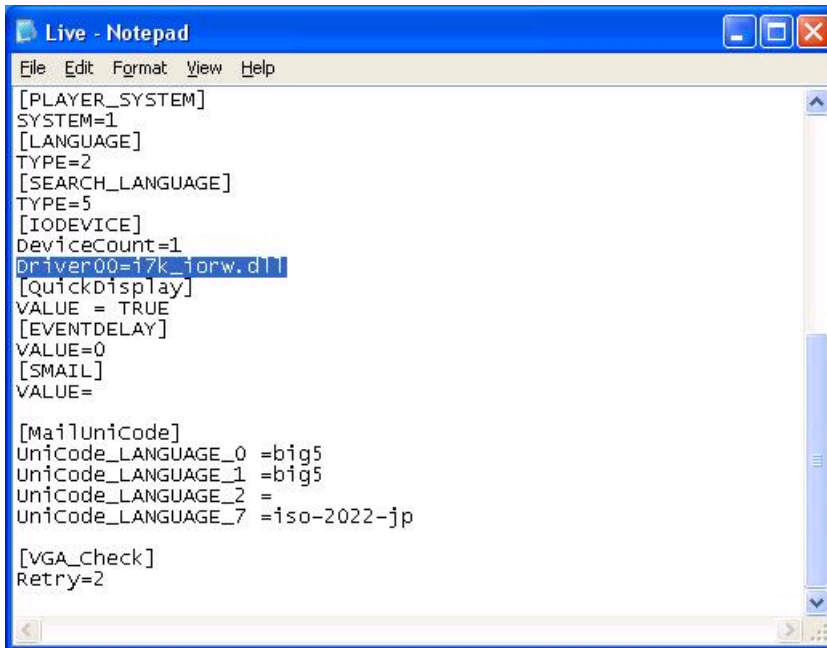 Live - Notepad
File Edit Format View Help
[PLAYER_SYSTEM]
SYSTEM=1
[LANGUAGE]
TYPE=2
[SEARCH_LANGUAGE]
TYPE=5
[IODEVICE]
DeviceCount=1
Driver00=i7k_iorw.dll
[QuickDisplay]
VALUE = TRUE
[EVENTDELAY]
VALUE=0
[SMAIL]
VALUE=
[MailUniCode]
UniCode_LANGUAGE_0 =big5
UniCode_LANGUAGE_1 =big5
UniCode_LANGUAGE_2 =
UniCode_LANGUAGE_7 =iso-2022-jp
[VGA_Check]
Retry=2